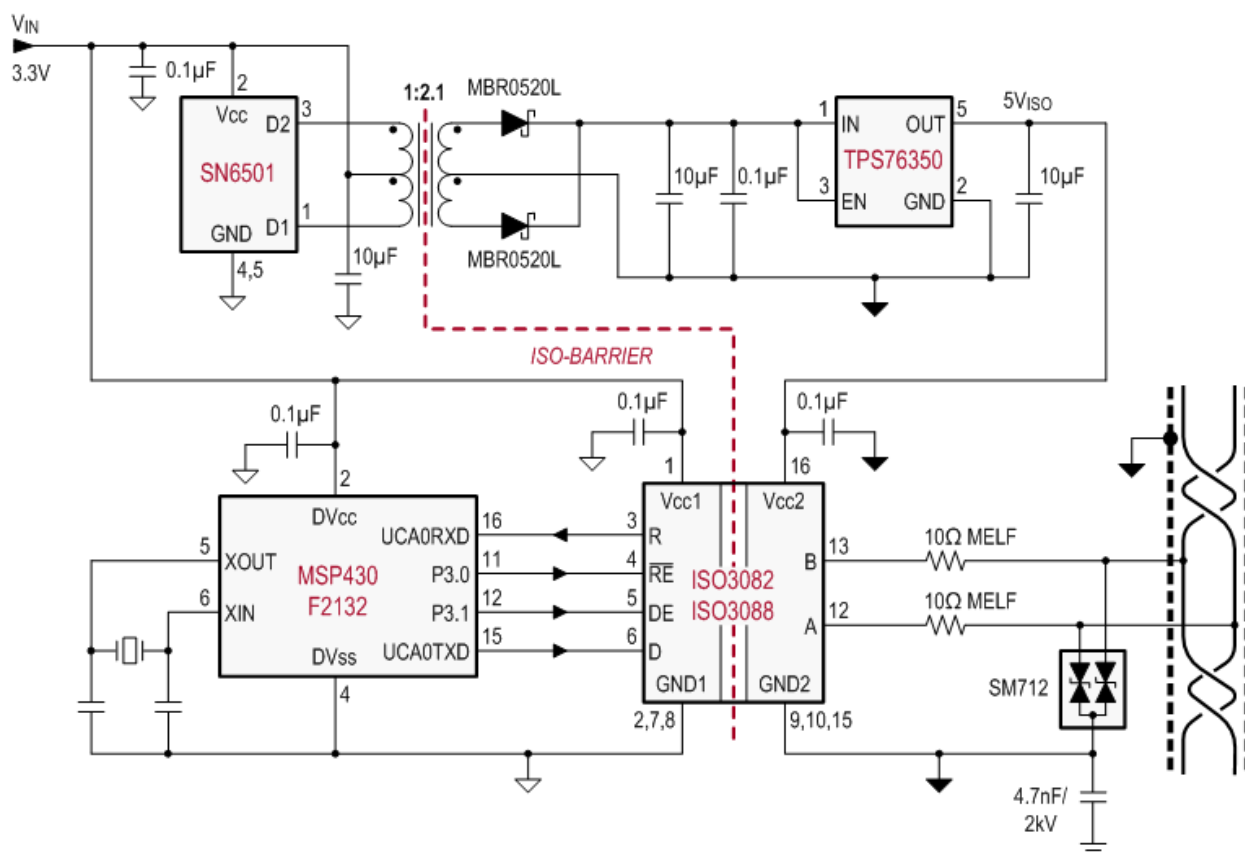 VIN
3.3V
0.1µF
2
Vcc
3
D2
SN6501
D1
1
GND
4,5
10µF
1:2.1
MBR0520L
MBR0520L
10µF
0.1µF
1
IN
OUT
5
TPS76350
3
EN
GND
2
5VISO
10µF
ISO-BARRIER
0.1µF
0.1µF
0.1µF
2
DVcc
5
XOUT
6
XIN
MSP430
F2132
UCA0RXD
16
P3.0
11
P3.1
12
UCA0TXD
15
DVss
4
1
16
Vcc1
Vcc2
3
R
4
RE
5
DE
6
D
ISO3082
ISO3088
B
13
A
12
GND1
GND2
2,7,8
9,10,15
10Ω MELF
10Ω MELF
SM712
4.7nF/
2kV